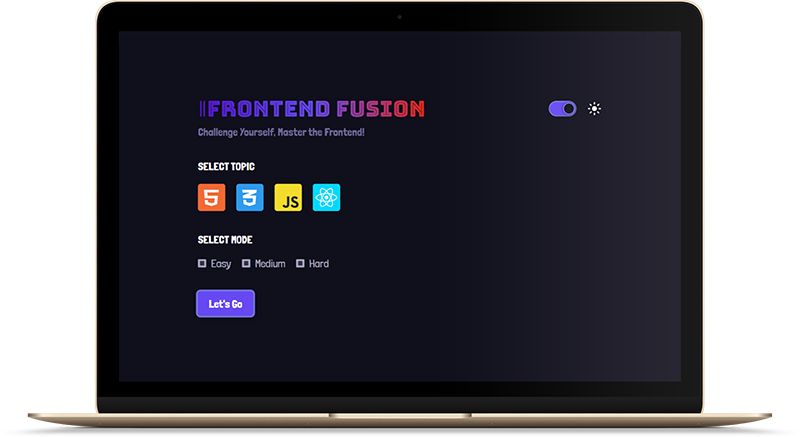 FRONTEND FUSION
Challenge Yourself, Master the Frontend!
SELECT TOPIC
5 3 JS
SELECT MODE
Easy Medium Hard
Let's Go